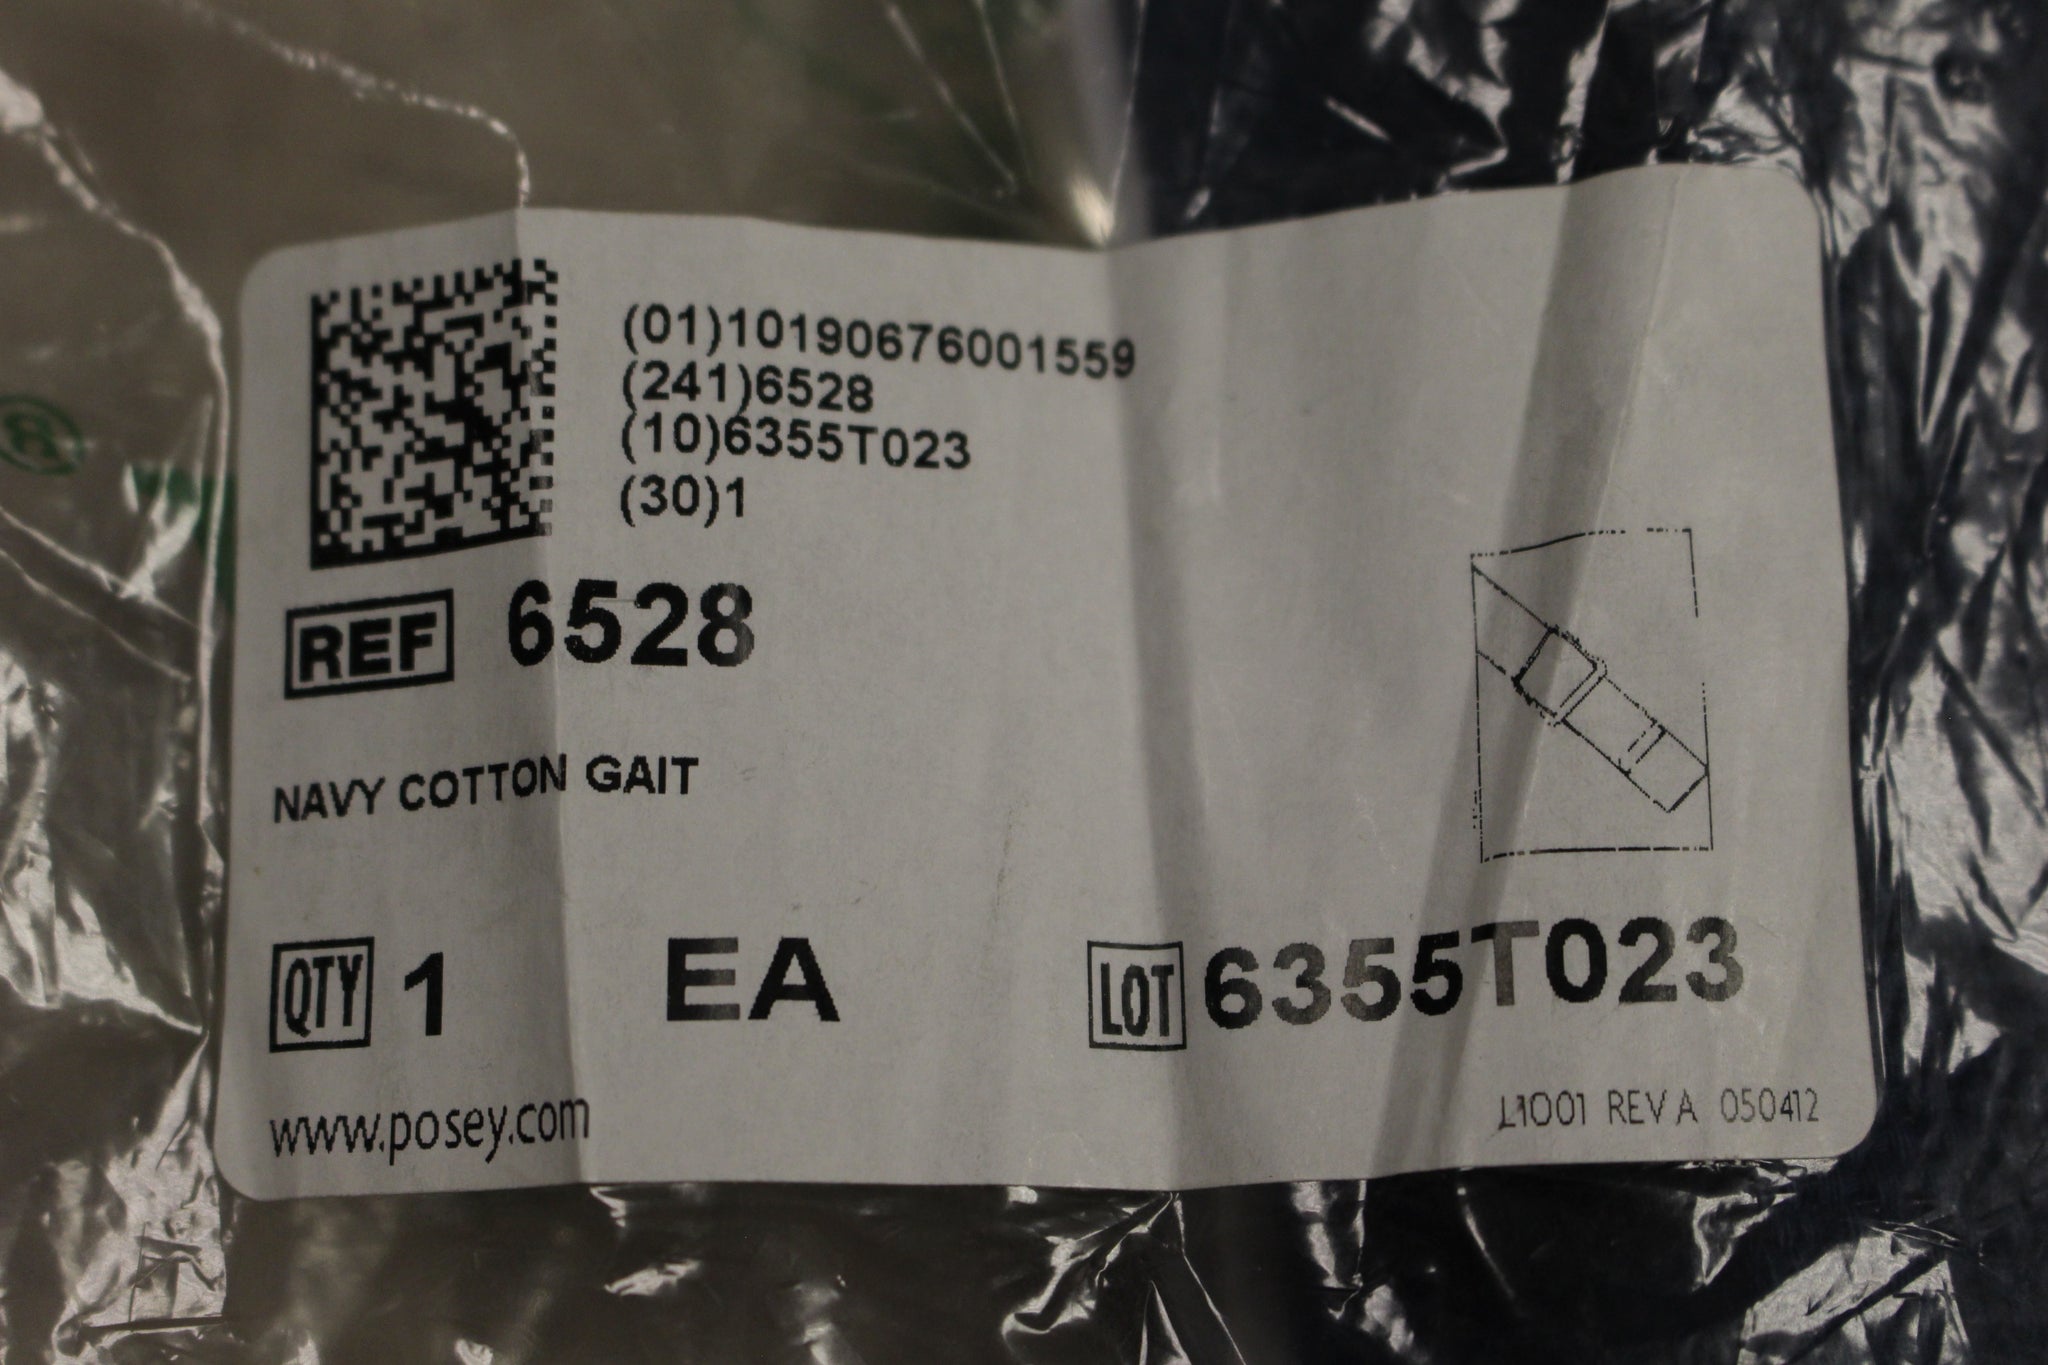 (01)10190676001559
(241)6528
(10)6355T023
(30)1
®
REF 6528
NAVY COTTON GAIT
QTY 1 EA LOT 6355T023
www.posey.com
L1001 REV A 050412